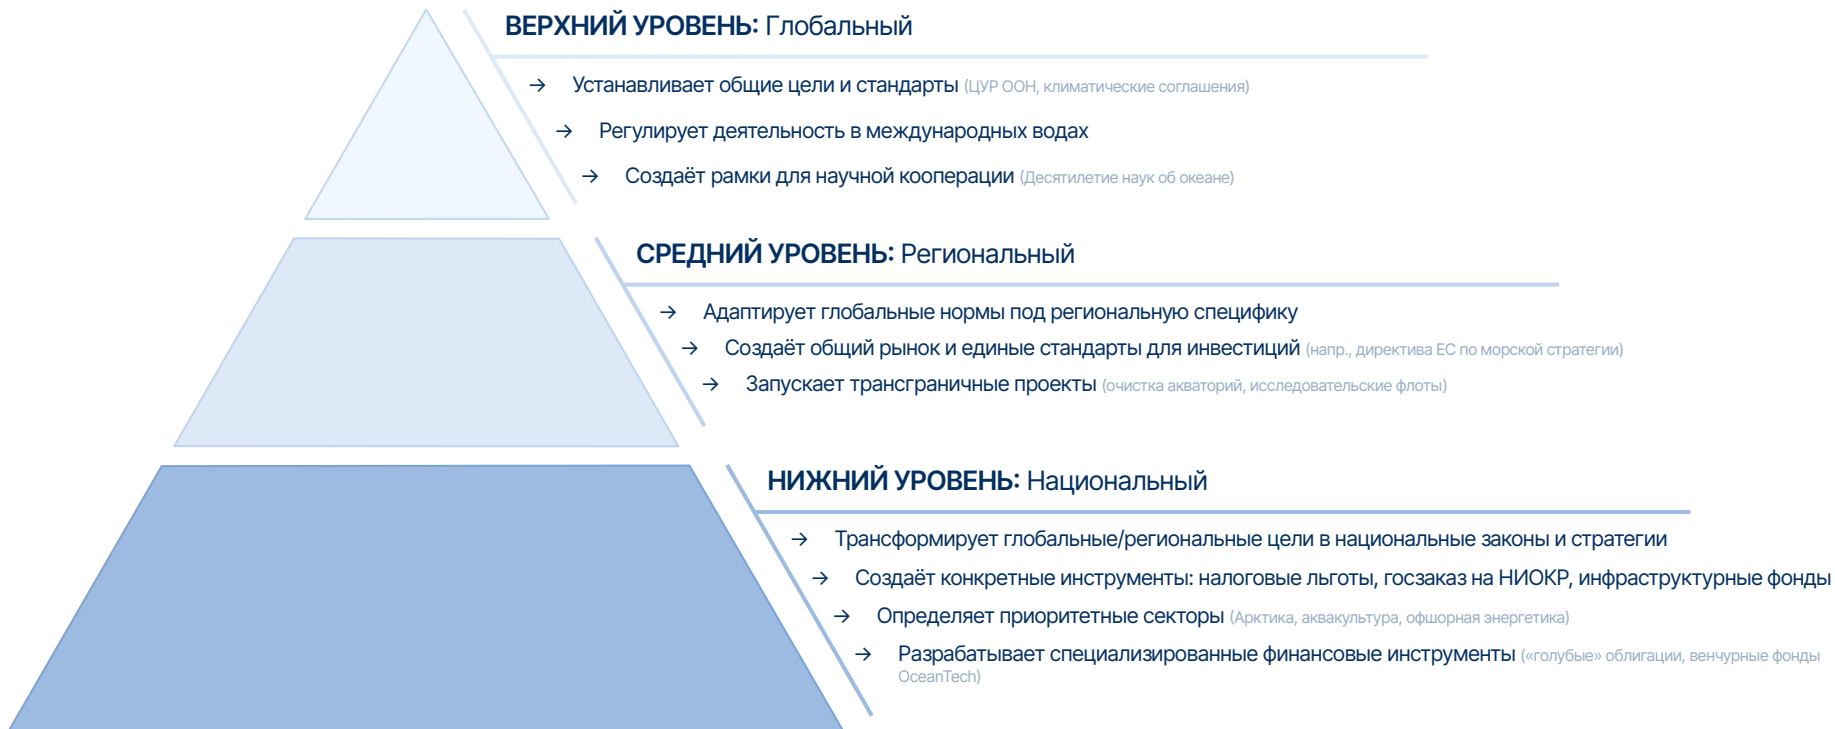 ВЕРХНИЙ УРОВЕНЬ: Глобальный
→ Устанавливает общие цели и стандарты (ЦУР ООН, климатические соглашения)
→ Регулирует деятельность в международных водах
→ Создаёт рамки для научной кооперации (Десятилетие наук об океане)
СРЕДНИЙ УРОВЕНЬ: Региональный
→ Адаптирует глобальные нормы под региональную специфику
→ Создаёт общий рынок и единые стандарты для инвестиций (напр., директива ЕС по морской стратегии)
→ Запускает трансграничные проекты (очистка акваторий, исследовательские флоты)
НИЖНИЙ УРОВЕНЬ: Национальный
→ Трансформирует глобальные/региональные цели в национальные законы и стратегии
→ Создаёт конкретные инструменты: налоговые льготы, госзаказ на НИОКР, инфраструктурные фонды
→ Определяет приоритетные секторы (Арктика, аквакультура, офшорная энергетика)
→ Разрабатывает специализированные финансовые инструменты («голубые» облигации, венчурные фонды
OceanTech)